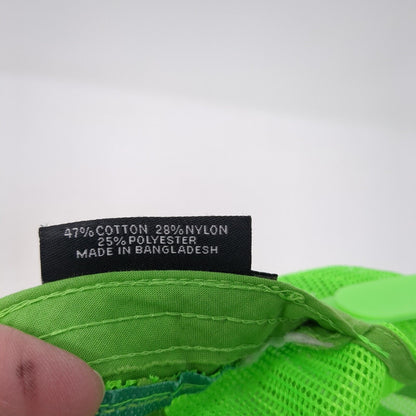 47% COTTON 28% NYLON
25% POLYESTER
MADE IN BANGLADESH